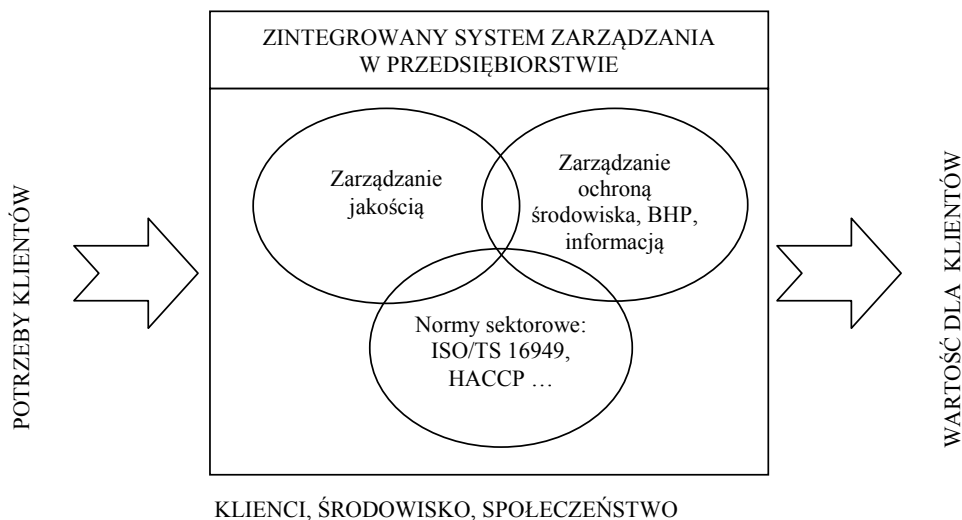 ZINTEGROWANY SYSTEM ZARZĄDZANIA
W PRZEDSIĘBIORSTWIE
POTRZEBY KLIENTÓW
Zarządzanie
jakością
Zarządzanie
ochroną
środowiska, BHP,
informacją
Normy sektorowe:
ISO/TS 16949,
HACCP …
WARTOŚĆ DLA KLIENTÓW
KLIENCI, ŚRODOWISKO, SPOŁECZEŃSTWO